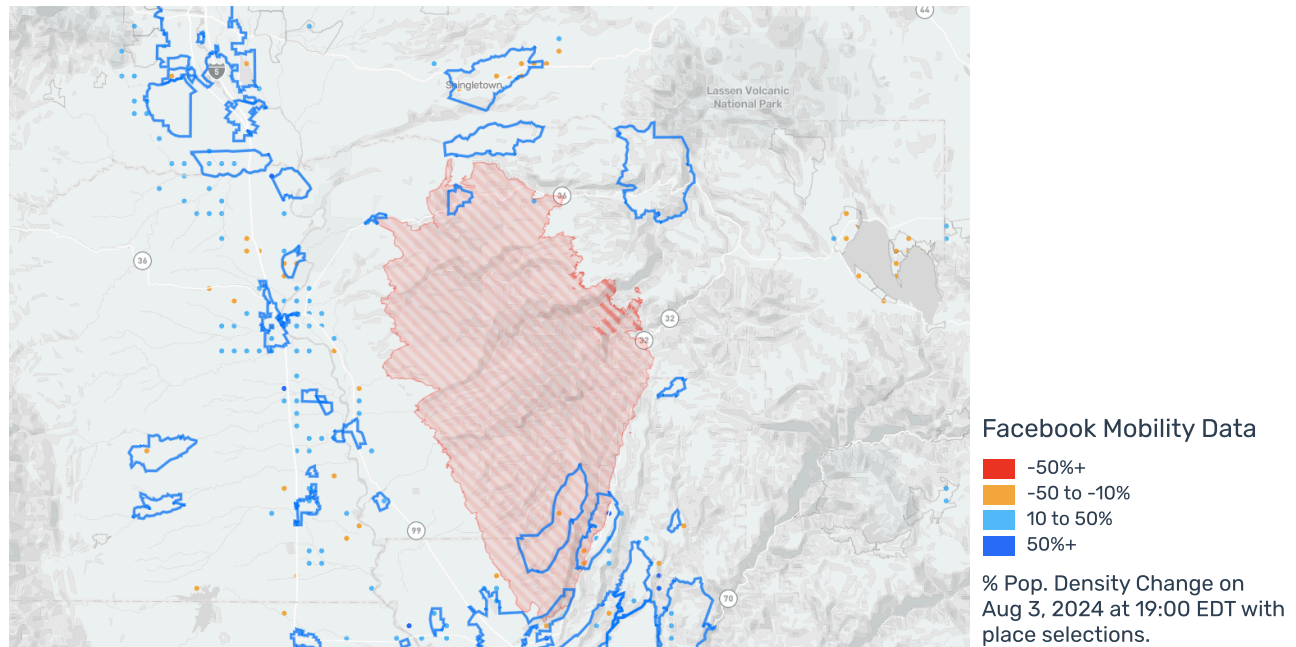 44
5
Shingletown
Lassen Volcanic
National Park
36
36
32
32
99
70
Facebook Mobility Data
-50%+
-50 to -10%
10 to 50%
50%+
% Pop. Density Change on
Aug 3, 2024 at 19:00 EDT with
place selections.